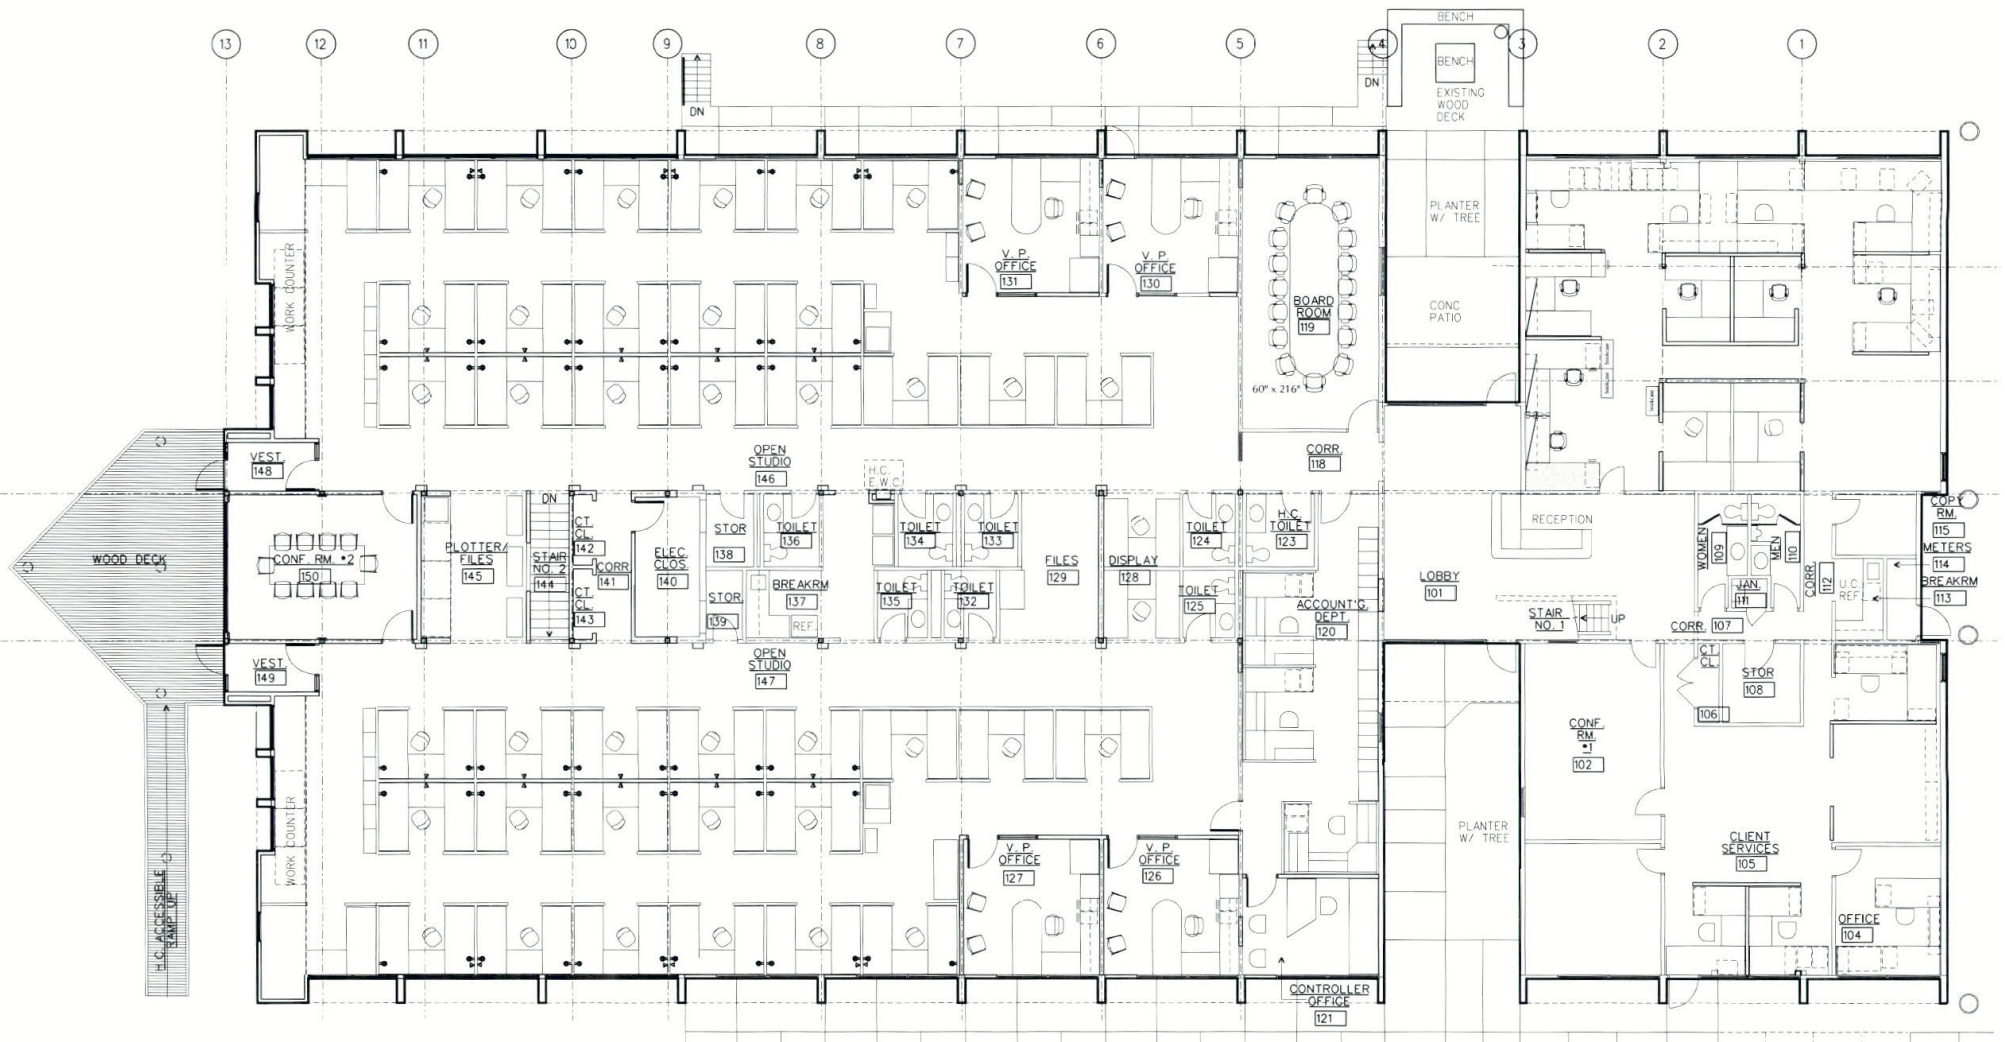 13
12
11
10
9
8
7
6
5
4
3
2
1
BENCH
BENCH
EXISTING
WOOD
DECK
DN
DN
PLANTER
W/ TREE
CONC
PATIO
WORK COUNTER
V. P.
OFFICE
131
V. P.
OFFICE
130
BOARD
ROOM
119
60" x 216"
VEST.
148
OPEN
STUDIO
146
H.C.
E.W.C.
CORR.
118
WOOD DECK
CONF. RM. •2
150
PLOTTER/
FILES
145
DN
STAIR
NO. 2
144
CT.
CL.
142
CT.
CL.
143
CORR
141
ELEC.
CLOS.
140
STOR
138
STOR.
139
TOILET
136
BREAKRM
137
REF.
TOILET
134
TOILET
133
TOILET
135
TOILET
132
FILES
129
DISPLAY
128
TOILET
124
TOILET
125
H.C.
TOILET
123
ACCOUNT'G.
DEPT.
120
LOBBY
101
RECEPTION
STAIR
NO. 1
UP
WOMEN
109
MEN
110
JAN.
111
CORR.
112
CORR.
107
U.C.
REF.
COPY
RM.
115
METERS
114
BREAKRM
113
VEST.
149
OPEN
STUDIO
147
CT.
CL.
106
STOR
108
CONF.
RM.
•1
102
WORK COUNTER
V. P.
OFFICE
127
V. P.
OFFICE
126
PLANTER
W/ TREE
CLIENT
SERVICES
105
OFFICE
104
H.C. ACCESSIBLE
RAMP UP
CONTROLLER
OFFICE
121